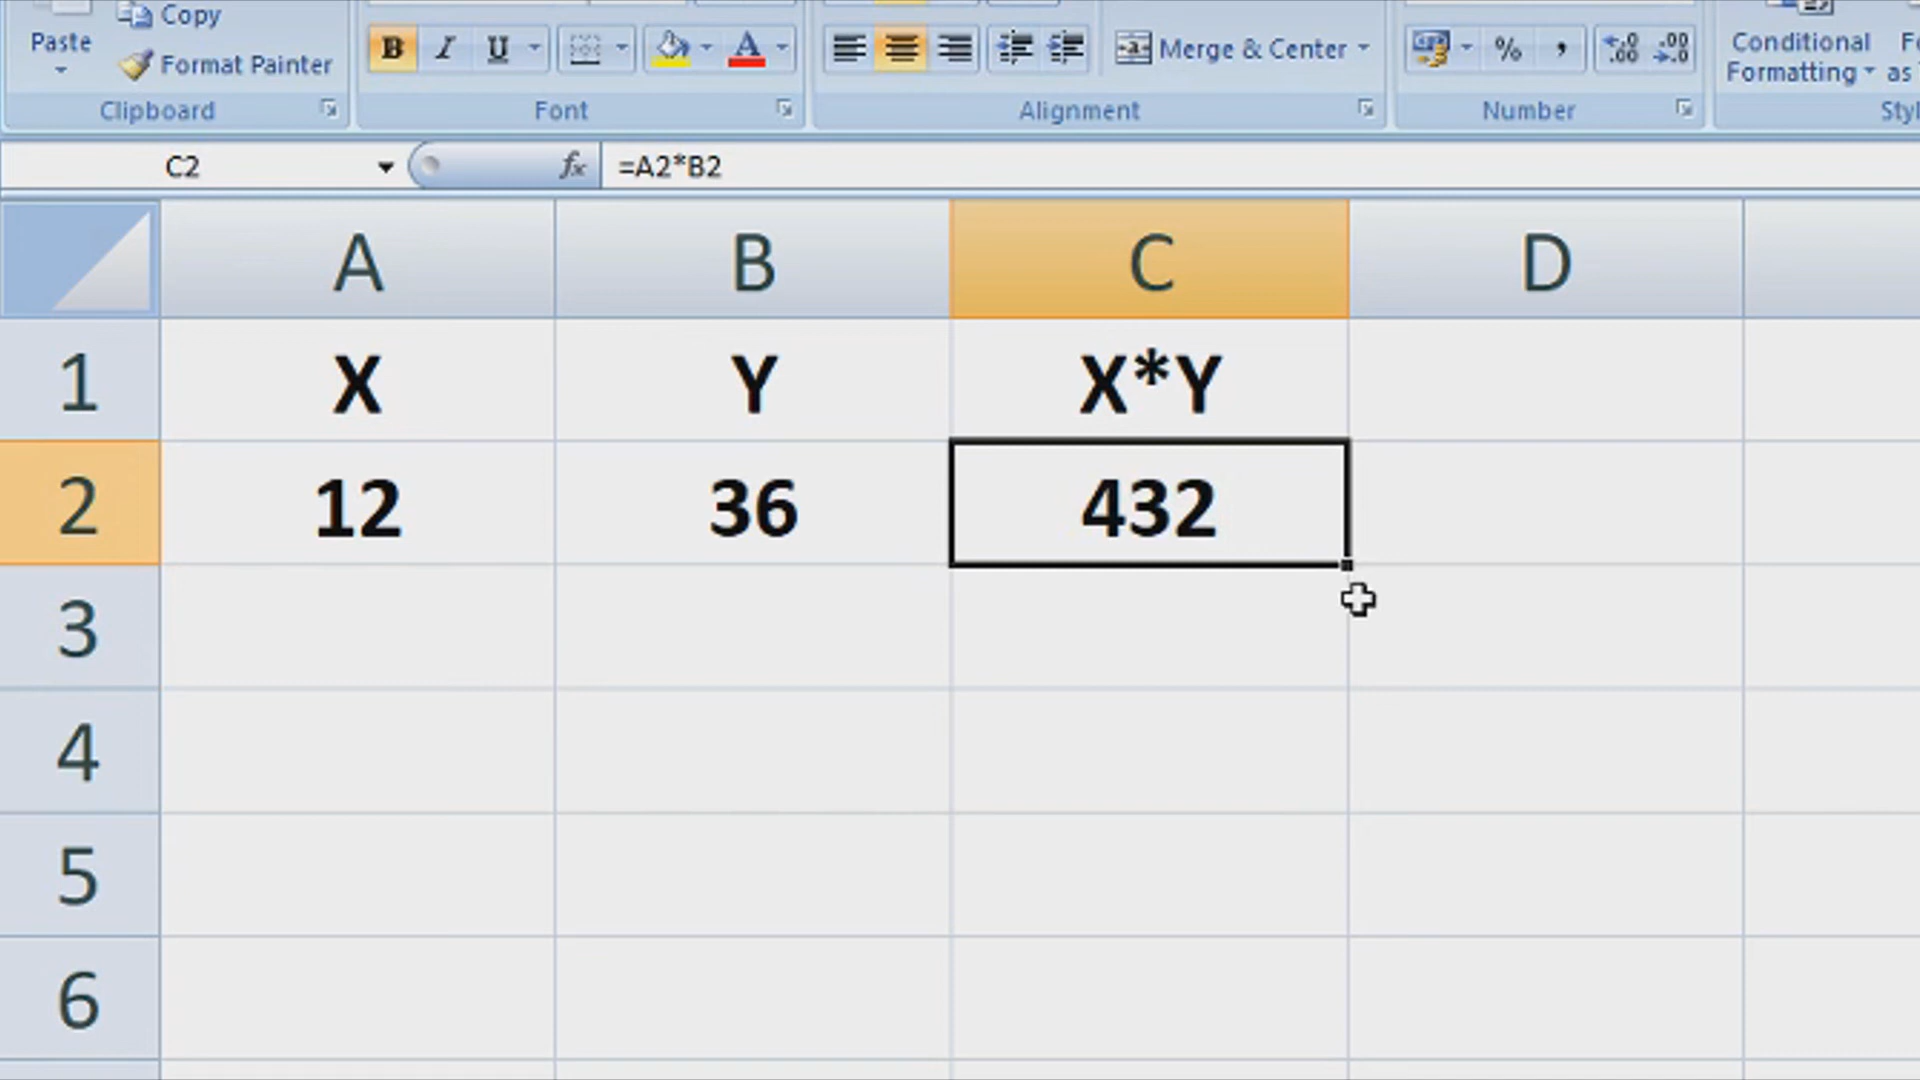 Copy
Paste
Format Painter
B I U A
Merge & Center
% ,
Conditional
Formatting as
Clipboard
Font
Alignment
Number
C2
fx
=A2*B2
A B C D
1 X Y X*Y
2 12 36 432
3
4
5
6